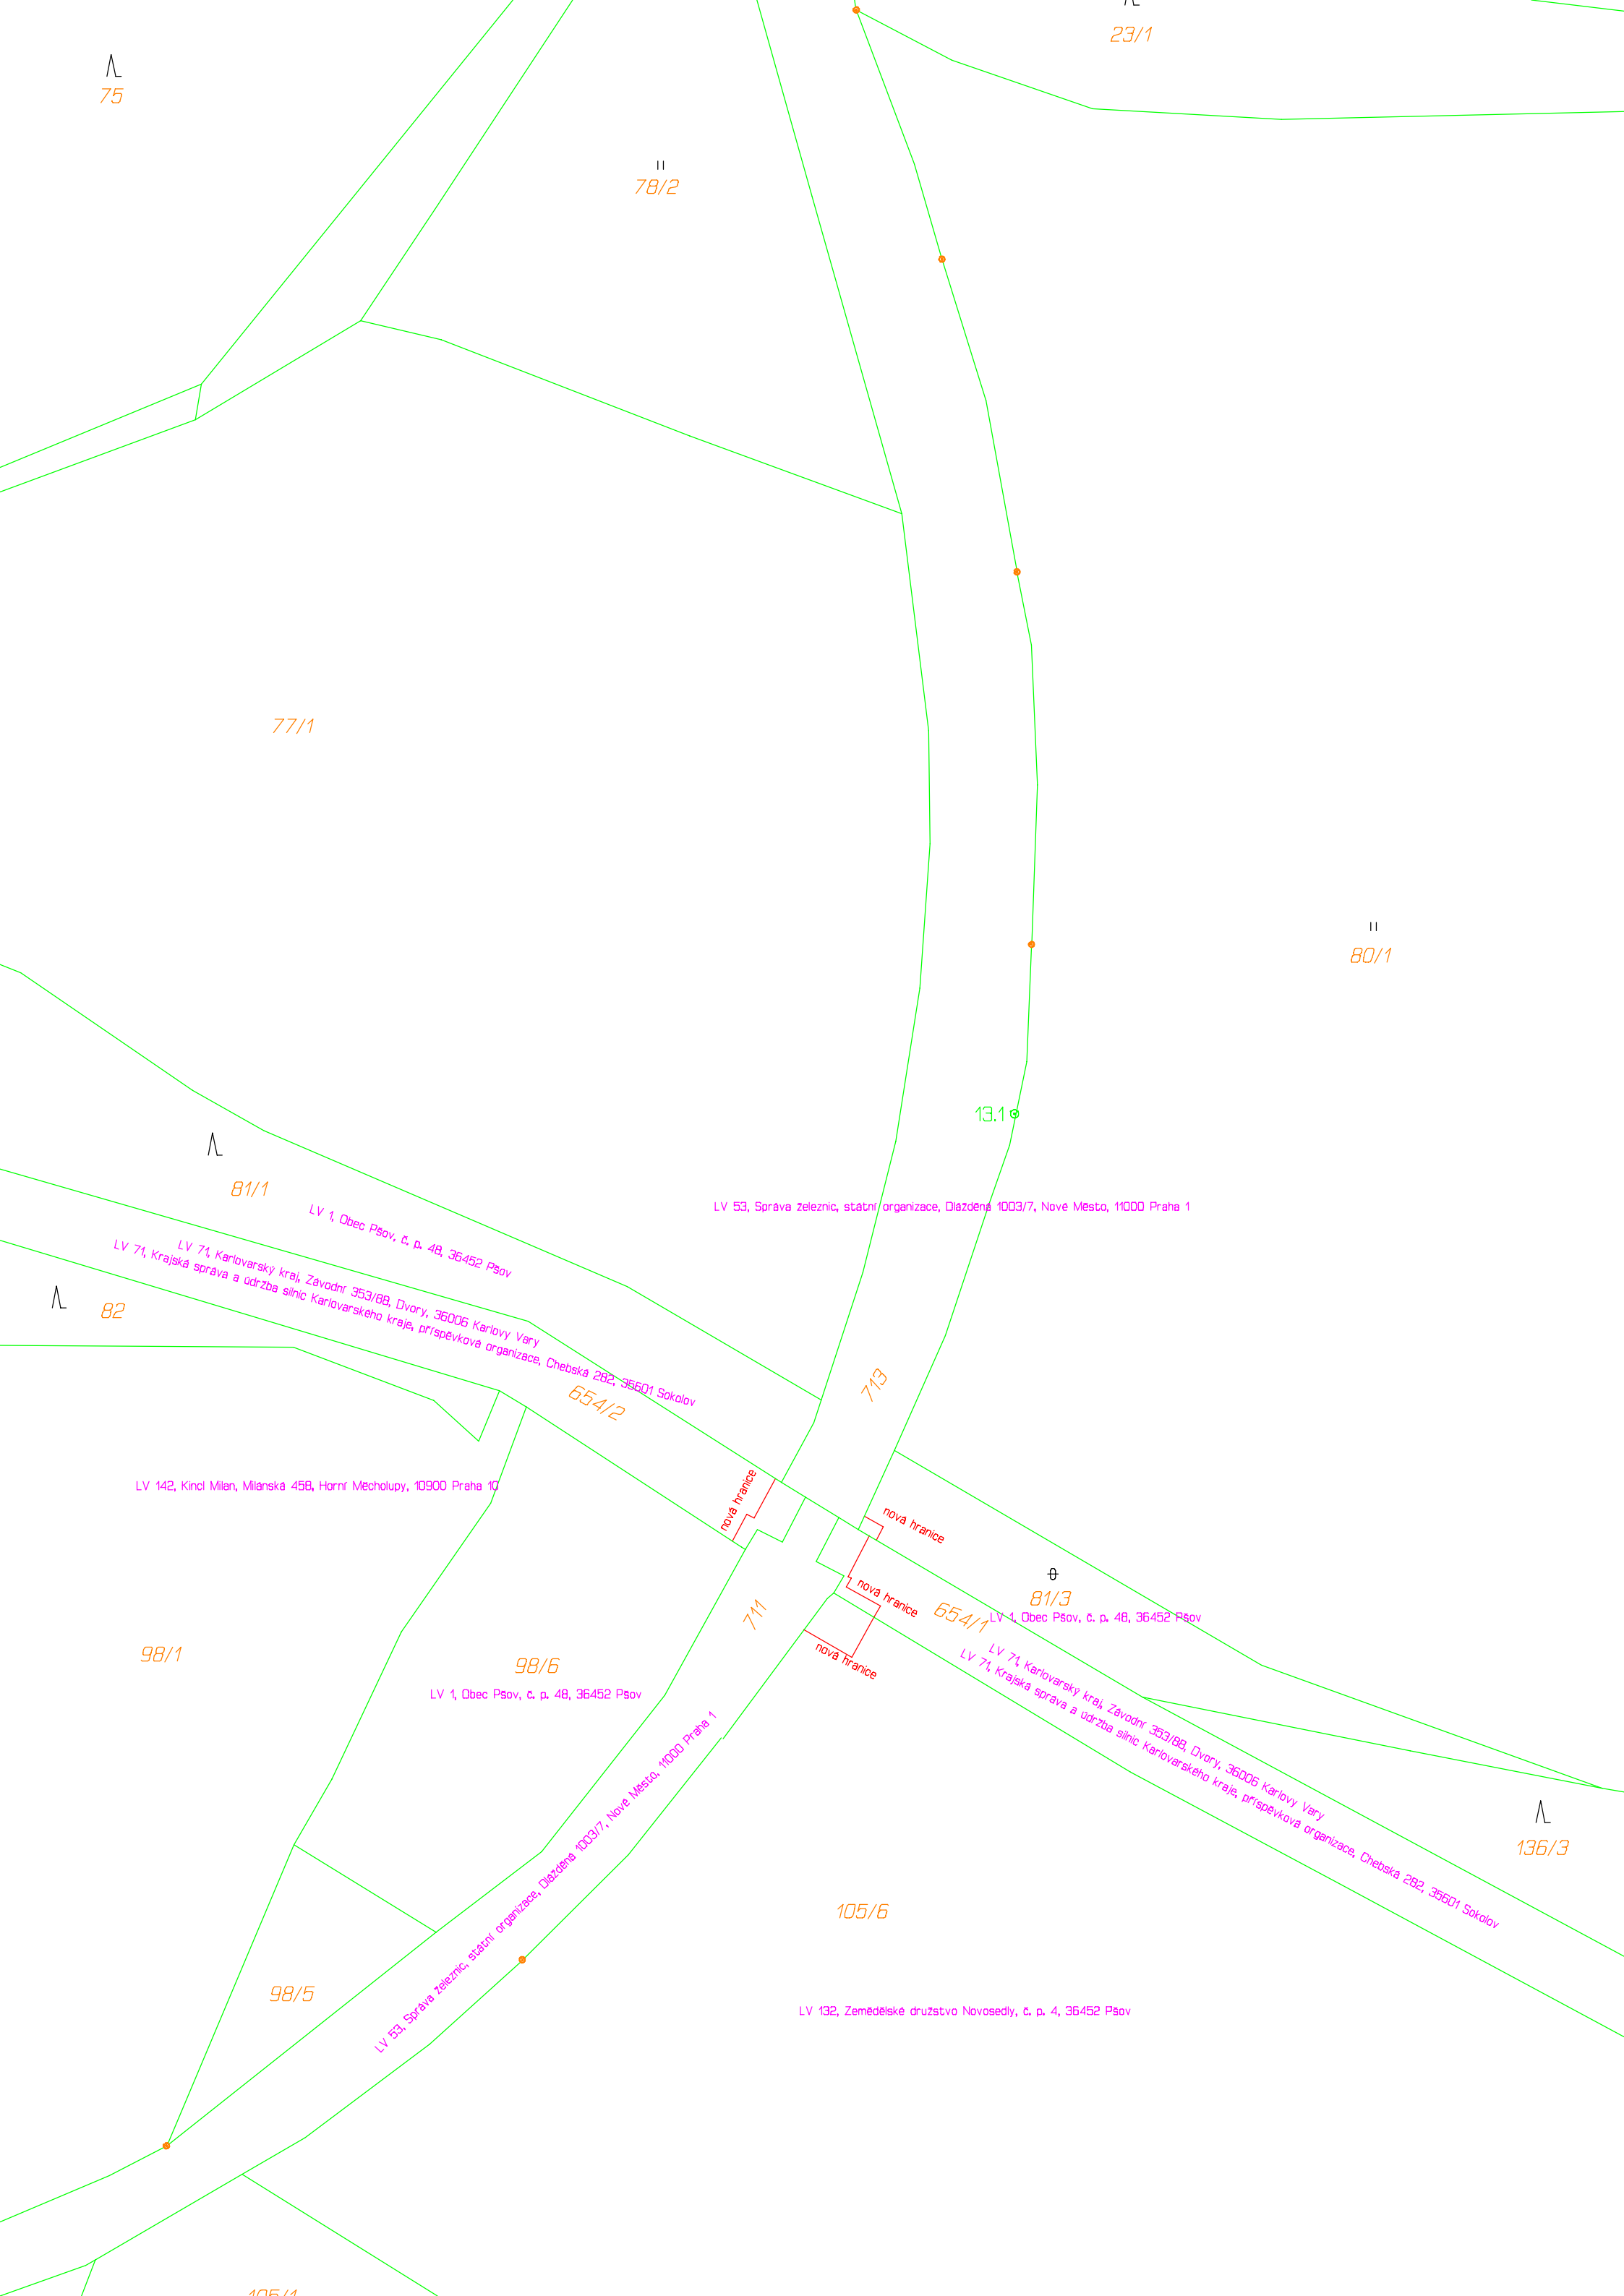 23/1
75
78/2
77/1
80/1
13.1
81/1
LV 53, Správa železnic, státní organizace, Dlážděná 1003/7, Nové Město, 11000 Praha 1
LV 1, Obec Pšov, č. p. 48, 36452 Pšov
LV 71, Karlovarský kraj, Závodní 353/88, Dvory, 36006 Karlovy Vary
LV 71, Krajská správa a údržba silnic Karlovarského kraje, příspěvková organizace, Chebská 282, 35601 Sokolov
82
713
654/2
LV 142, Kincl Milan, Milánská 458, Horní Měcholupy, 10900 Praha 10
nová hranice
nová hranice
nová hranice
nová hranice
81/3
654/1
LV 1, Obec Pšov, č. p. 48, 36452 Pšov
711
98/1
98/6
LV 1, Obec Pšov, č. p. 48, 36452 Pšov
LV 71, Karlovarský kraj, Závodní 353/88, Dvory, 36006 Karlovy Vary
LV 71, Krajská správa a údržba silnic Karlovarského kraje, příspěvková organizace, Chebská 282, 35601 Sokolov
LV 53, Správa železnic, státní organizace, Dlážděná 1003/7, Nové Město, 11000 Praha 1
136/3
105/6
98/5
LV 132, Zemědělské družstvo Novosedly, č. p. 4, 36452 Pšov